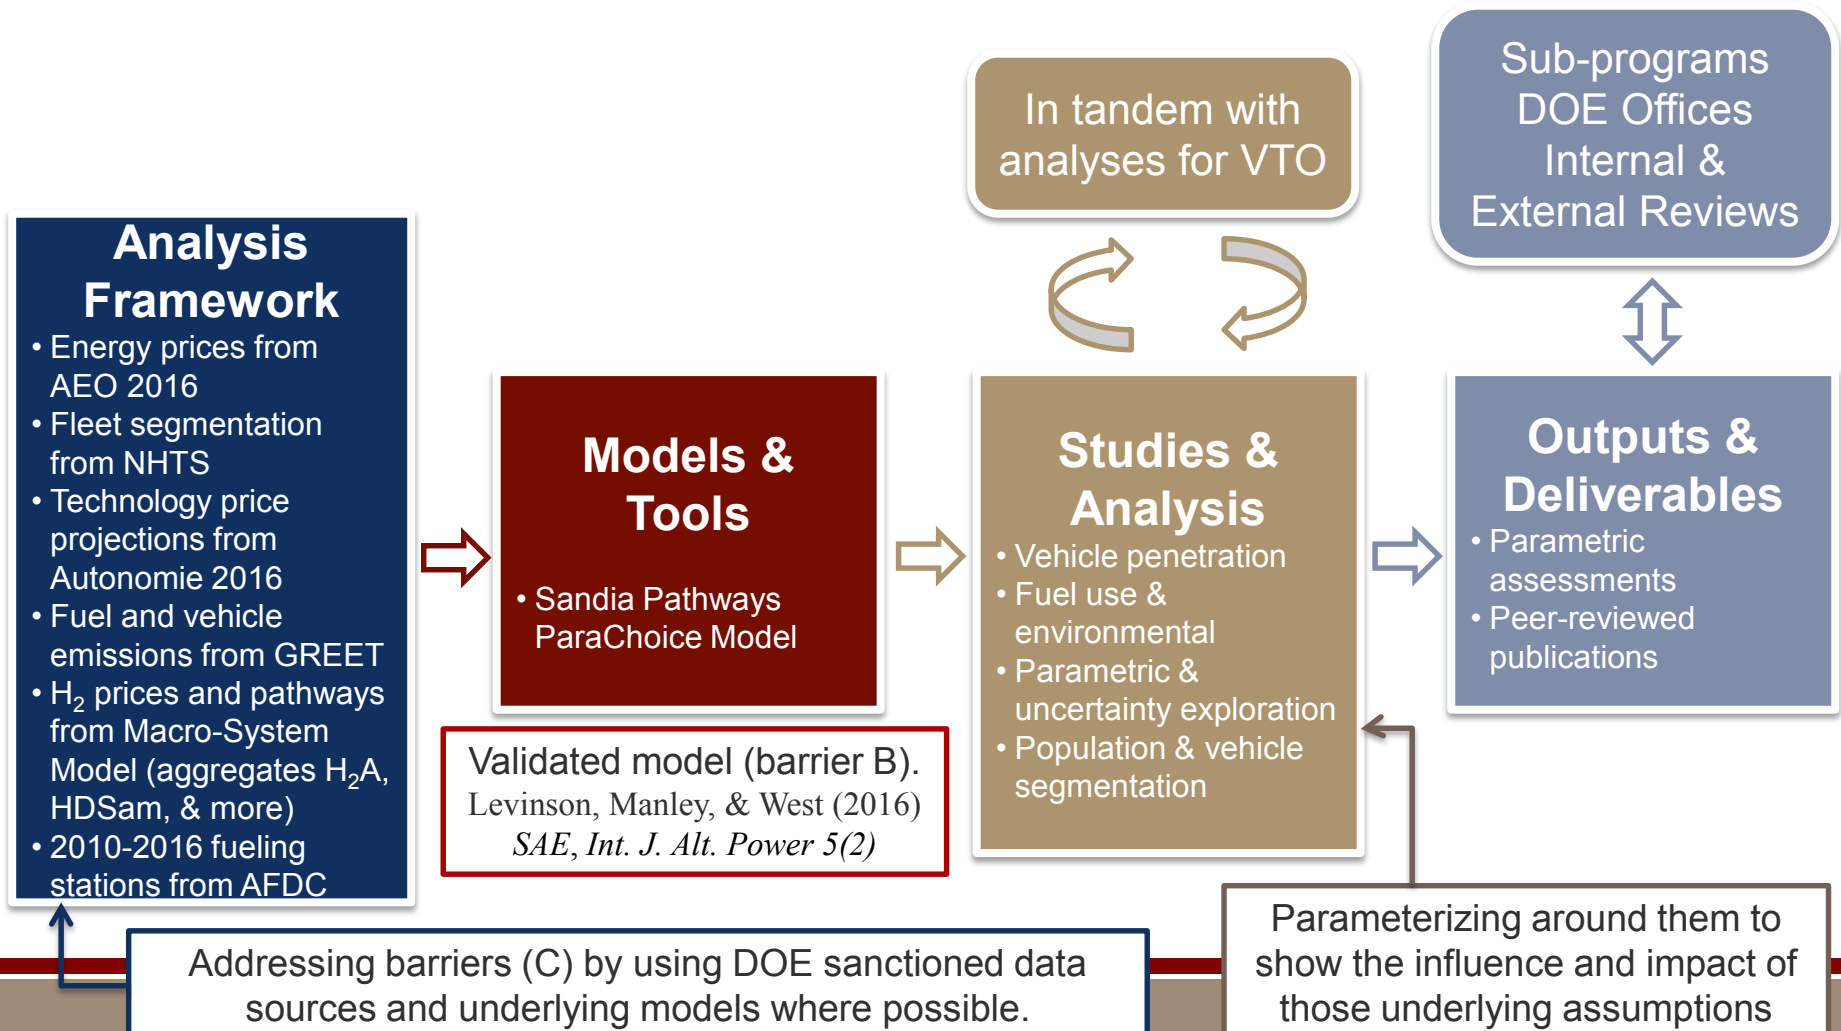 Analysis
Framework
• Energy prices from
AEO 2016
• Fleet segmentation
from NHTS
• Technology price
projections from
Autonomie 2016
• Fuel and vehicle
emissions from GREET
• H₂ prices and pathways
from Macro-System
Model (aggregates H₂A,
HDSam, & more)
• 2010-2016 fueling
stations from AFDC
Models &
Tools
• Sandia Pathways
ParaChoice Model
Validated model (barrier B).
Levinson, Manley, & West (2016)
SAE, Int. J. Alt. Power 5(2)
In tandem with
analyses for VTO
Studies &
Analysis
• Vehicle penetration
• Fuel use &
environmental
• Parametric &
uncertainty exploration
• Population & vehicle
segmentation
Sub-programs
DOE Offices
Internal &
External Reviews
Outputs &
Deliverables
• Parametric
assessments
• Peer-reviewed
publications
Addressing barriers (C) by using DOE sanctioned data
sources and underlying models where possible.
Parameterizing around them to
show the influence and impact of
those underlying assumptions